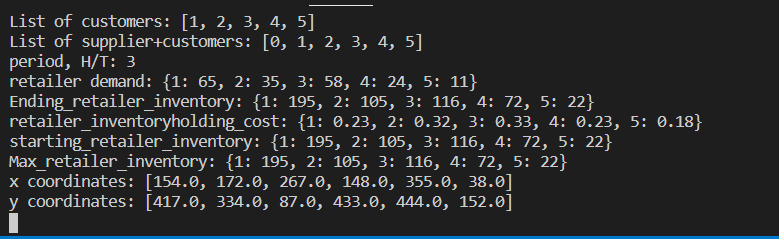 List of customers: [1, 2, 3, 4, 5]
List of supplier+customers: [0, 1, 2, 3, 4, 5]
period, H/T: 3
retailer demand: {1: 65, 2: 35, 3: 58, 4: 24, 5: 11}
Ending_retailer_inventory: {1: 195, 2: 105, 3: 116, 4: 72, 5: 22}
retailer_inventoryholding_cost: {1: 0.23, 2: 0.32, 3: 0.33, 4: 0.23, 5: 0.18}
starting_retailer_inventory: {1: 195, 2: 105, 3: 116, 4: 72, 5: 22}
Max_retailer_inventory: {1: 195, 2: 105, 3: 116, 4: 72, 5: 22}
x coordinates: [154.0, 172.0, 267.0, 148.0, 355.0, 38.0]
y coordinates: [417.0, 334.0, 87.0, 433.0, 444.0, 152.0]